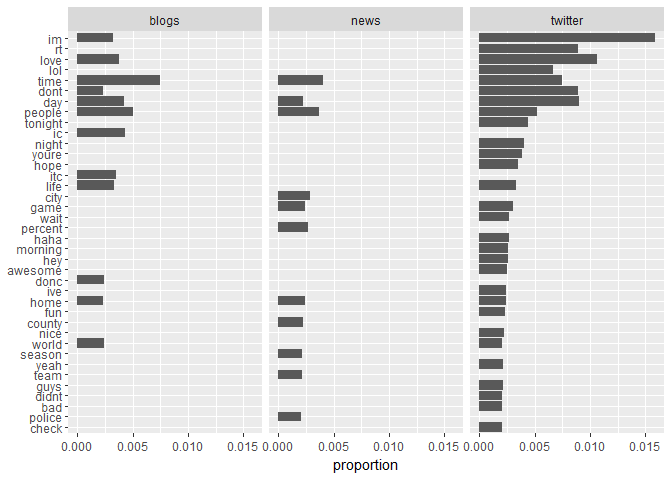 blogs news twitter
im
rt
love
lol
time
dont
day
people
tonight
ic
night
youre
hope
itc
life
city
game
wait
percent
haha
morning
hey
awesome
donc
ive
home
fun
county
nice
world
season
yeah
team
guys
didnt
bad
police
check
0.000 0.005 0.010 0.015 0.000 0.005 0.010 0.015 0.000 0.005 0.010 0.015
proportion